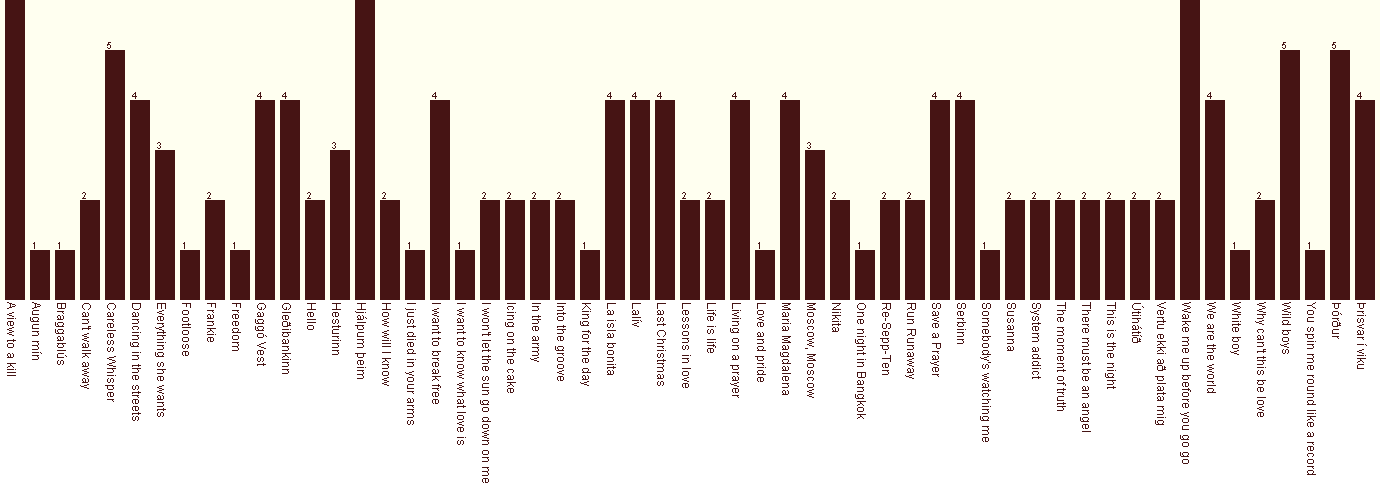 5 5 5
4 4 4 4 4 4 4 4 4 4 4 4 4
3 3 3
2 2 2 2 2 2 2 2 2 2 2 2 2 2 2 2 2 2 2 2 2
1 1 1 1 1 1 1 1 1 1 1 1
A view to a kill
Augun mín
Braggablús
Can't walk away
Careless Whisper
Dancing in the streets
Everything she wants
Footloose
Frankie
Freedom
Gaggó Vest
Gleðibankinn
Hello
Hesturinn
Hjálpum þeim
How will I know
I just died in your arms
I want to break free
I want to know what love is
I won't let the sun go down on me
Icing on the cake
In the army
Into the groove
King for the day
La isla bonita
Lalív
Last Christmas
Lessons in love
Life is life
Living on a prayer
Love and pride
Maria Magdalena
Moscow, Moscow
Nikita
One night in Bangkok
Re-Sepp-Ten
Run Runaway
Save a Prayer
Serbinn
Somebody's watching me
Susanna
System addict
The moment of truth
There must be an angel
This is the night
Útihátíð
Vertu ekki að plata mig
Wake me up before you go go
We are the world
White boy
Why can't this be love
Wild boys
You spin me round like a record
Þórður
Þrisvar í viku